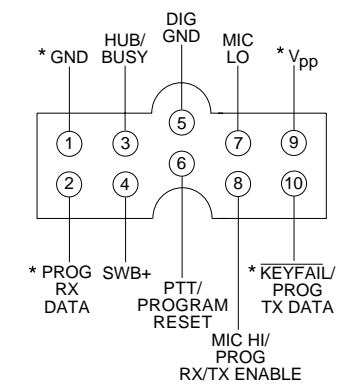 DIG
GND
HUB/
BUSY
MIC
LO
* GND
* Vpp
1 3 5 7 9
2 4 6 8 10
* PROG
RX
DATA
SWB+
PTT/
PROGRAM
RESET
MIC HI/
PROG
RX/TX ENABLE
* KEYFAIL/
PROG
TX DATA